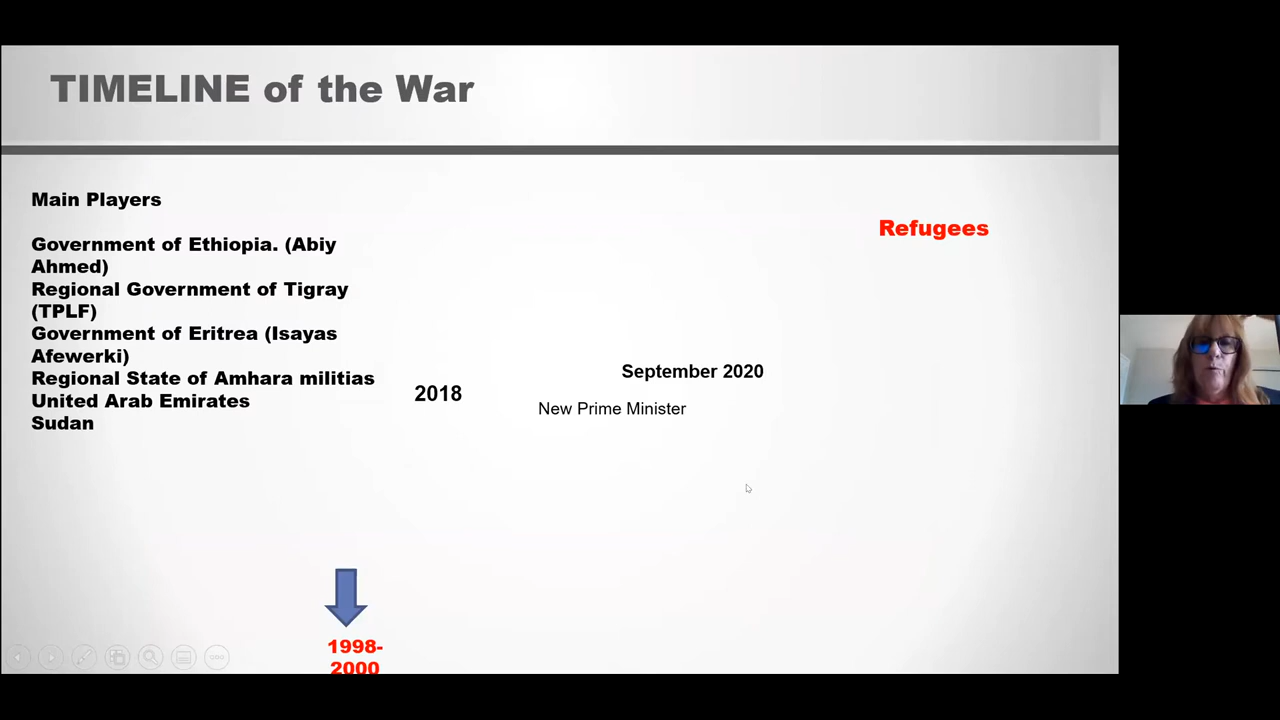 TIMELINE of the War
Main Players
Government of Ethiopia. (Abiy
Ahmed)
Regional Government of Tigray
(TPLF)
Government of Eritrea (Isayas
Afewerki)
Regional State of Amhara militias
United Arab Emirates
Sudan
2018
September 2020
New Prime Minister
Refugees
1998-
2000